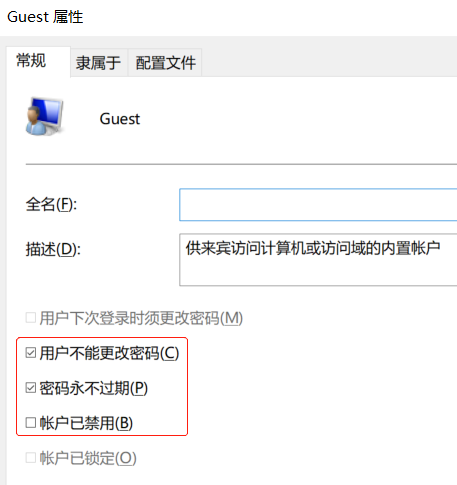 Guest 属性
常规 隶属于 配置文件
Guest
全名(F):
描述(D): 供来宾访问计算机或访问域的内置帐户
用户下次登录时须更改密码(M)
用户不能更改密码(C)
密码永不过期(P)
帐户已禁用(B)
帐户已锁定(O)